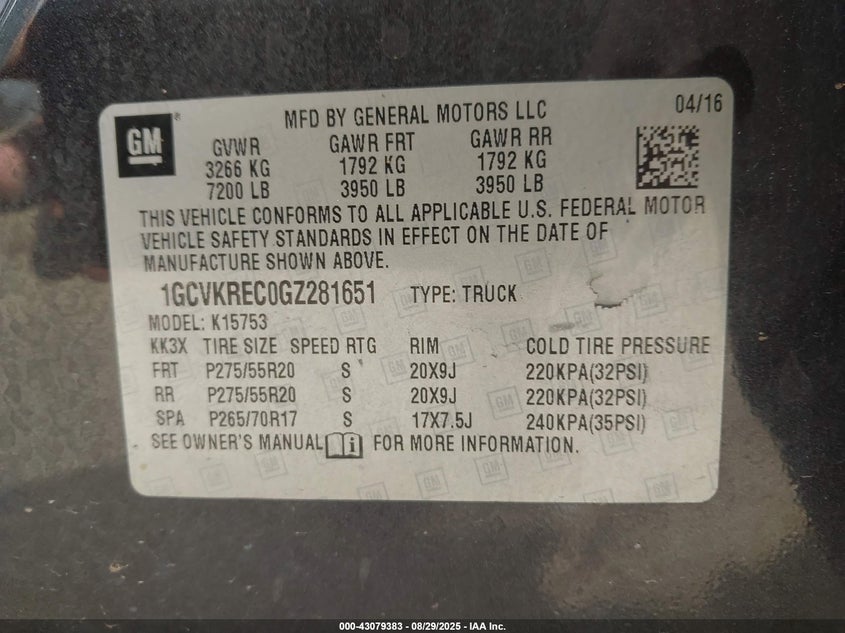 GM
®
MFD BY GENERAL MOTORS LLC
04/16
GVWR GAWR FRT GAWR RR
3266 KG 1792 KG 1792 KG
7200 LB 3950 LB 3950 LB
THIS VEHICLE CONFORMS TO ALL APPLICABLE U.S. FEDERAL MOTOR
VEHICLE SAFETY STANDARDS IN EFFECT ON THE DATE OF
MANUFACTURE SHOWN ABOVE.
1GCVKREC0GZ281651 TYPE: TRUCK
MODEL: K15753
KK3X TIRE SIZE SPEED RTG RIM COLD TIRE PRESSURE
FRT P275/55R20 S 20X9J 220KPA(32PSI)
RR P275/55R20 S 20X9J 220KPA(32PSI)
SPA P265/70R17 S 17X7.5J 240KPA(35PSI)
SEE OWNER'S MANUAL i FOR MORE INFORMATION.
000-43079383 - 08/29/2025 - IAA Inc.